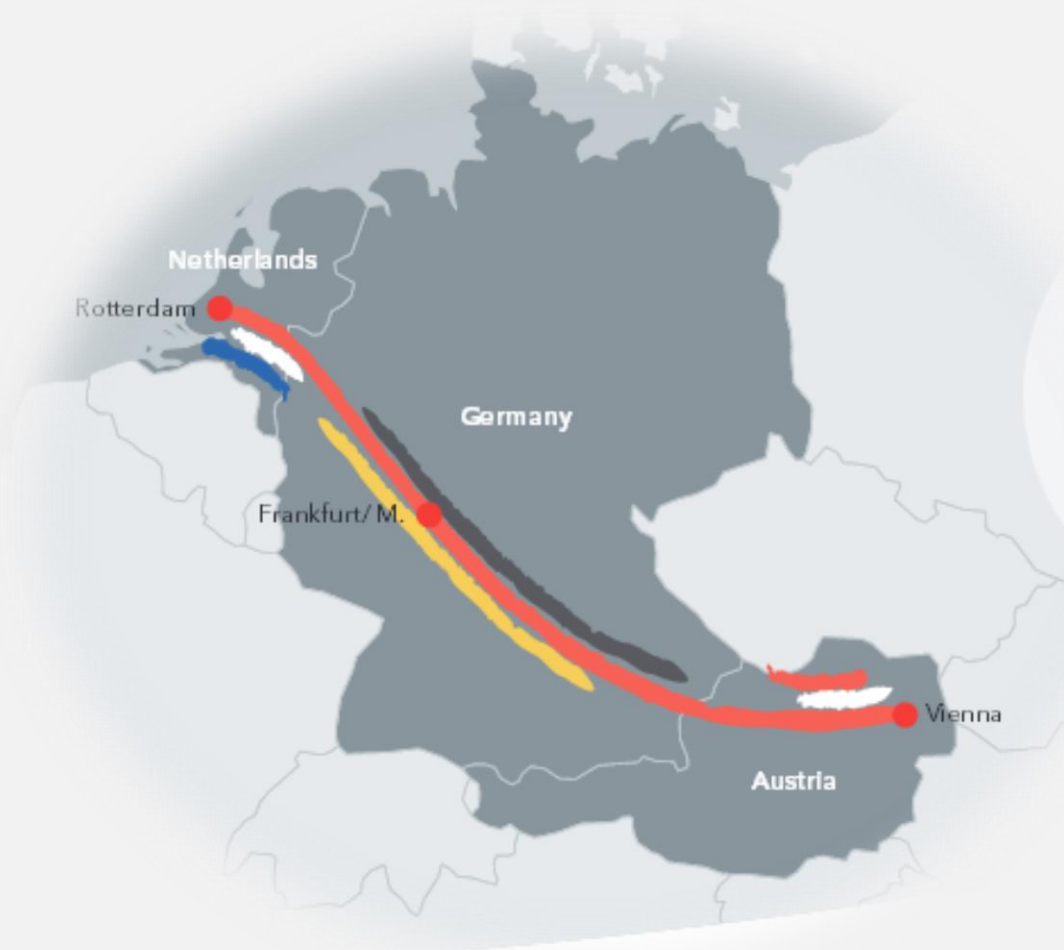 Netherlands
Rotterdam
Germany
Frankfurt/ M.
Vienna
Austria